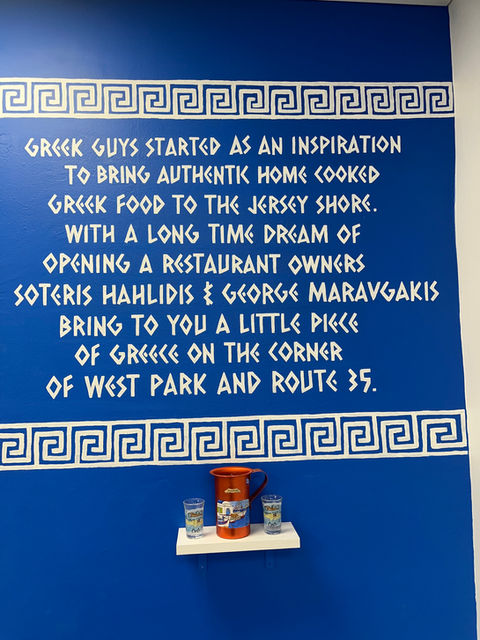 GREEK GUYS STARTED AS AN INSPIRATION
TO BRING AUTHENTIC HOME COOKED
GREEK FOOD TO THE JERSEY SHORE.
WITH A LONG TIME DREAM OF
OPENING A RESTAURANT OWNERS
SOTERIS HAHLIDIS & GEORGE MARAVGAKIS
BRING TO YOU A LITTLE PIECE
OF GREECE ON THE CORNER
OF WEST PARK AND ROUTE 35.